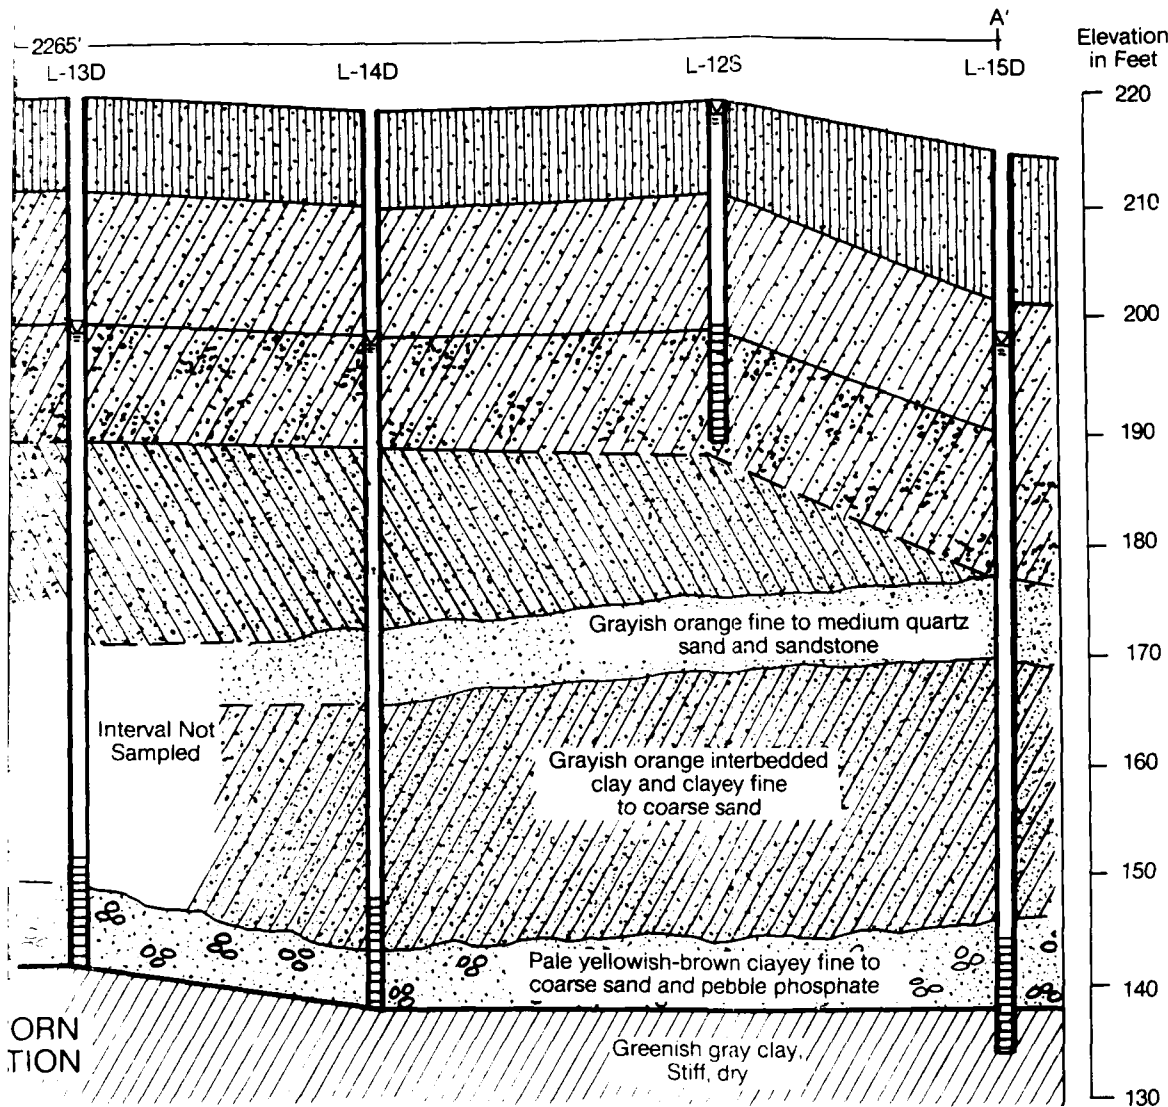 A'
2265'
Elevation
in Feet
L-13D
L-14D
L-12S
L-15D
220
210
200
190
180
170
160
150
140
130
Grayish orange fine to medium quartz
sand and sandstone
Interval Not
Sampled
Grayish orange interbedded
clay and clayey fine
to coarse sand
Pale yellowish-brown clayey fine to
coarse sand and pebble phosphate
ORN
TION
Greenish gray clay,
Stiff, dry